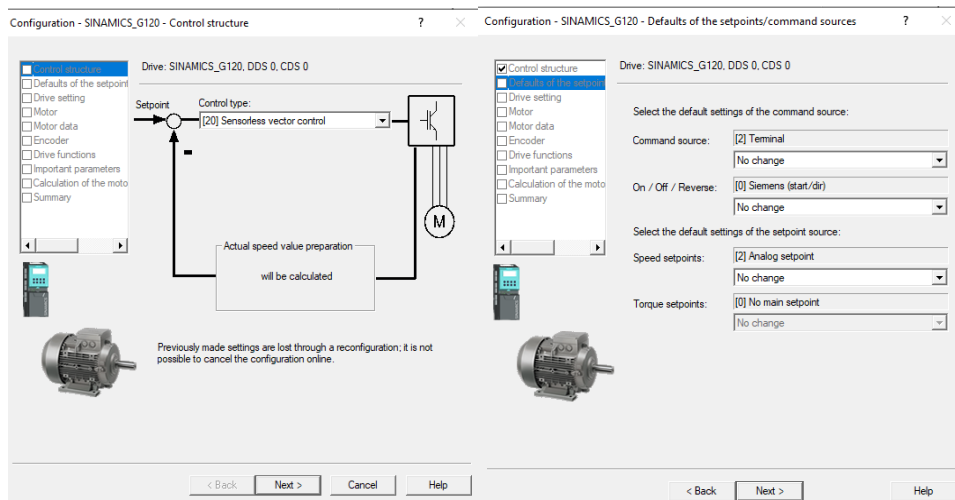 Configuration - SINAMICS_G120 - Control structure
? ×
Control structure
Defaults of the setpoint
Drive setting
Motor
Motor data
Encoder
Drive functions
Important parameters
Calculation of the moto
Summary
Drive: SINAMICS_G120, DDS 0, CDS 0
Setpoint
Control type:
[20] Sensorless vector control
-
M
Actual speed value preparation
will be calculated
Previously made settings are lost through a reconfiguration; it is not
possible to cancel the configuration online.
< Back
Next >
Cancel
Help
Configuration - SINAMICS_G120 - Defaults of the setpoints/command sources
? ×
Control structure
Defaults of the setpoin
Drive setting
Motor
Motor data
Encoder
Drive functions
Important parameters
Calculation of the moto
Summary
Drive: SINAMICS_G120, DDS 0, CDS 0
Select the default settings of the command source:
Command source:
[2] Terminal
No change
On / Off / Reverse:
[0] Siemens (start/dir)
No change
Select the default settings of the setpoint source:
Speed setpoints:
[2] Analog setpoint
No change
Torque setpoints:
[0] No main setpoint
No change
< Back
Next >
Help